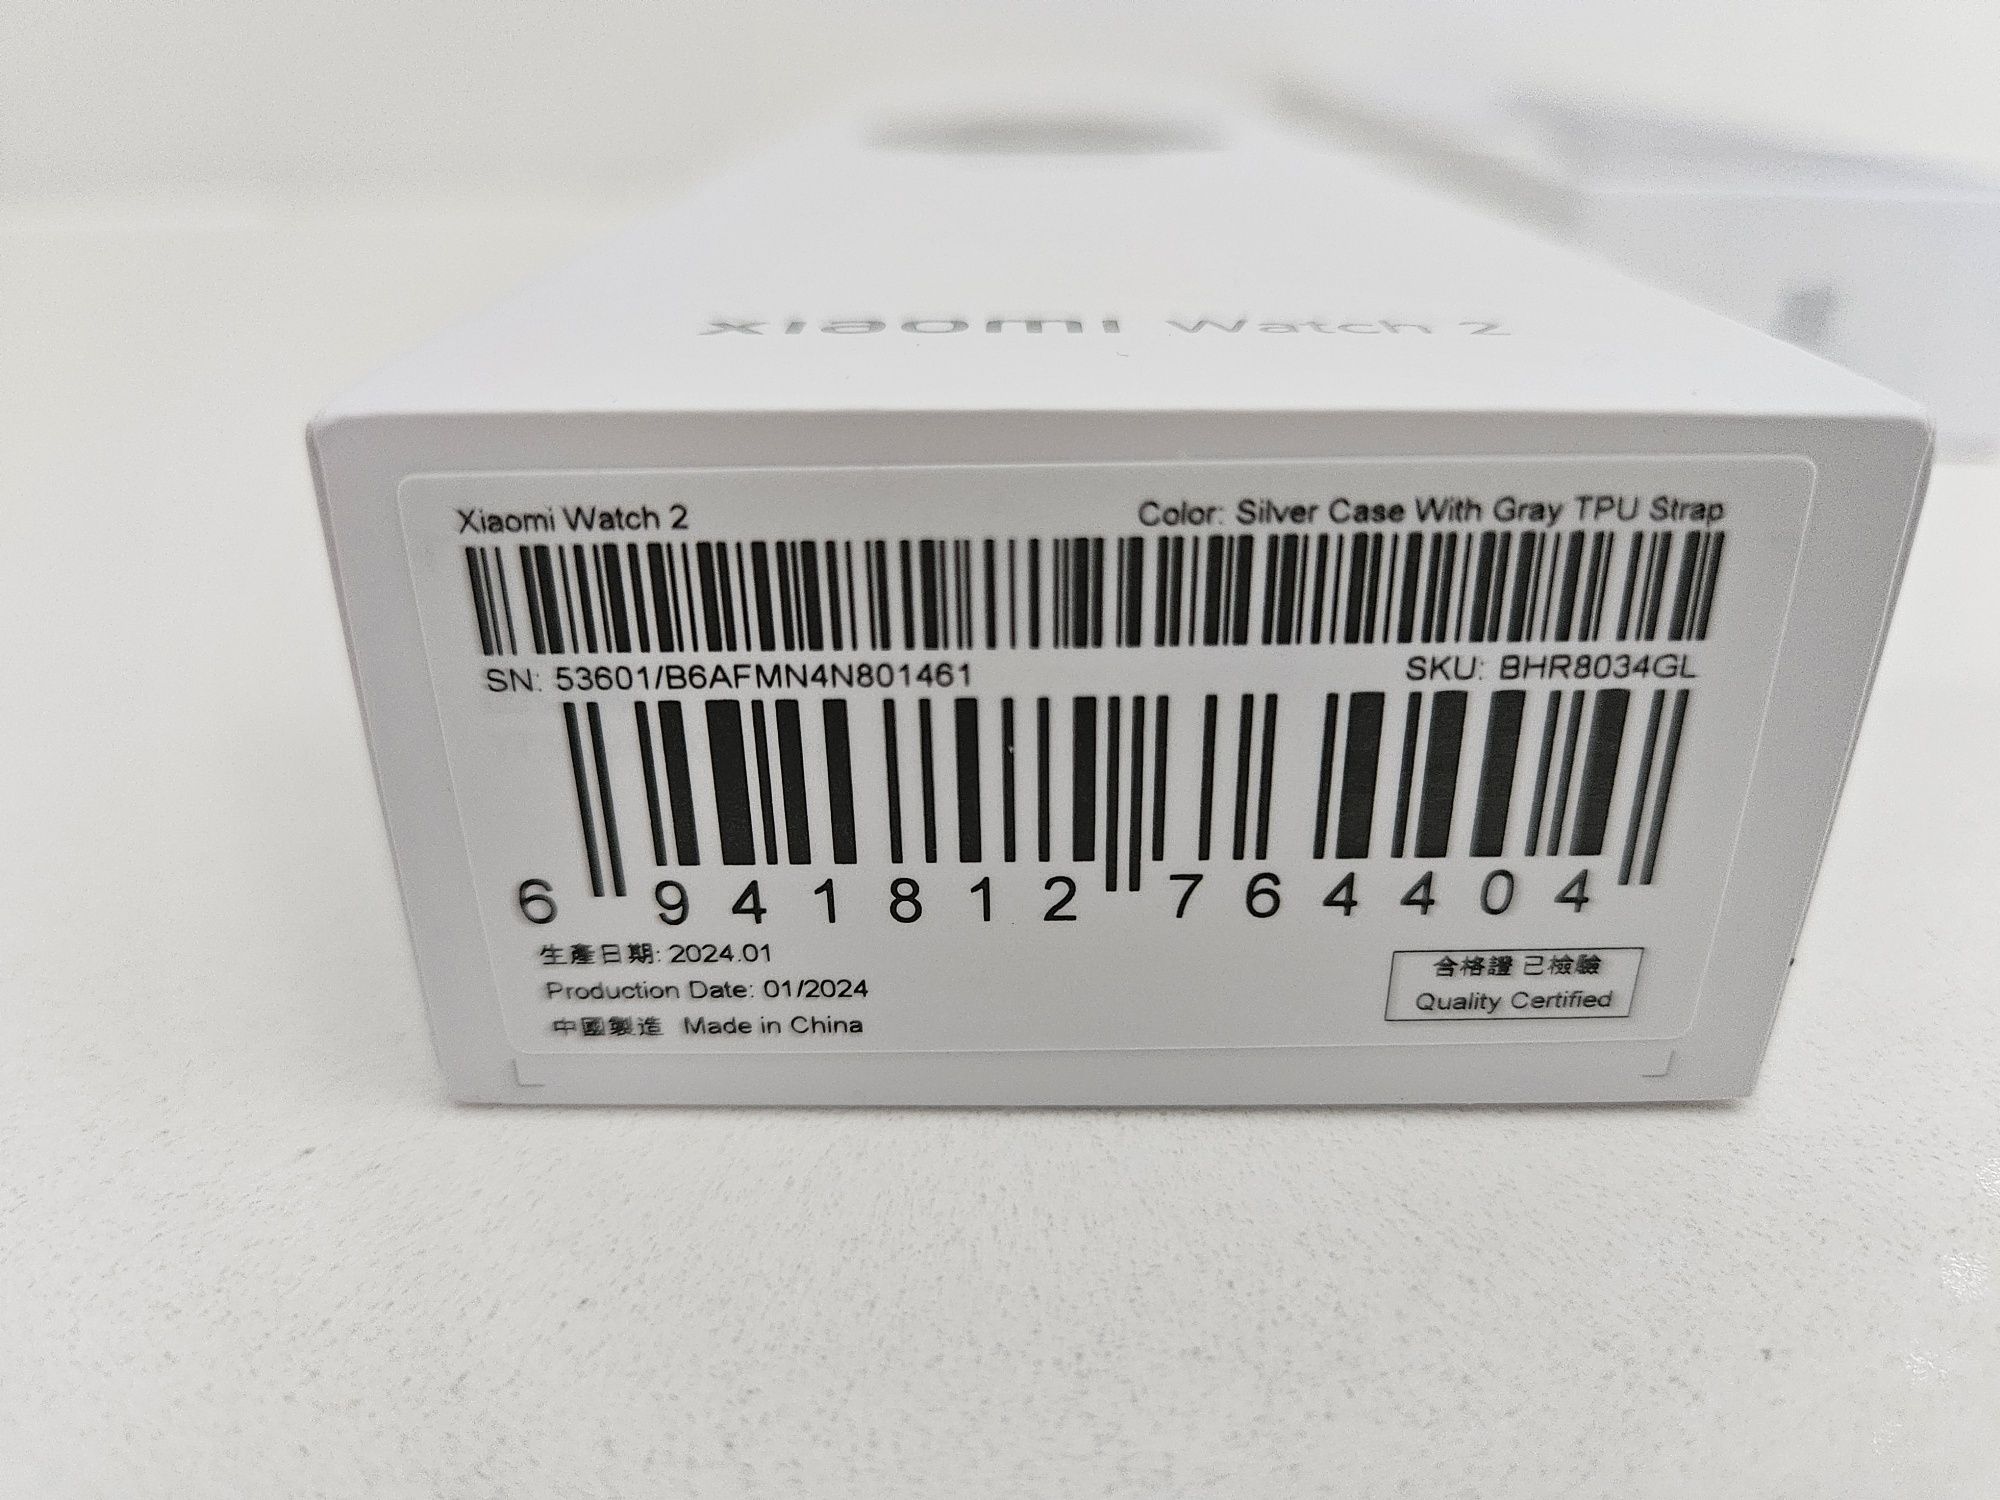 xiaomi Watch 2
Xiaomi Watch 2
Color: Silver Case With Gray TPU Strap
SN: 53601/B6AFMN4N801461
SKU: BHR8034GL
6 941812 764404
生產日期: 2024.01
Production Date: 01/2024
中國製造 Made in China
合格證 已檢驗
Quality Certified